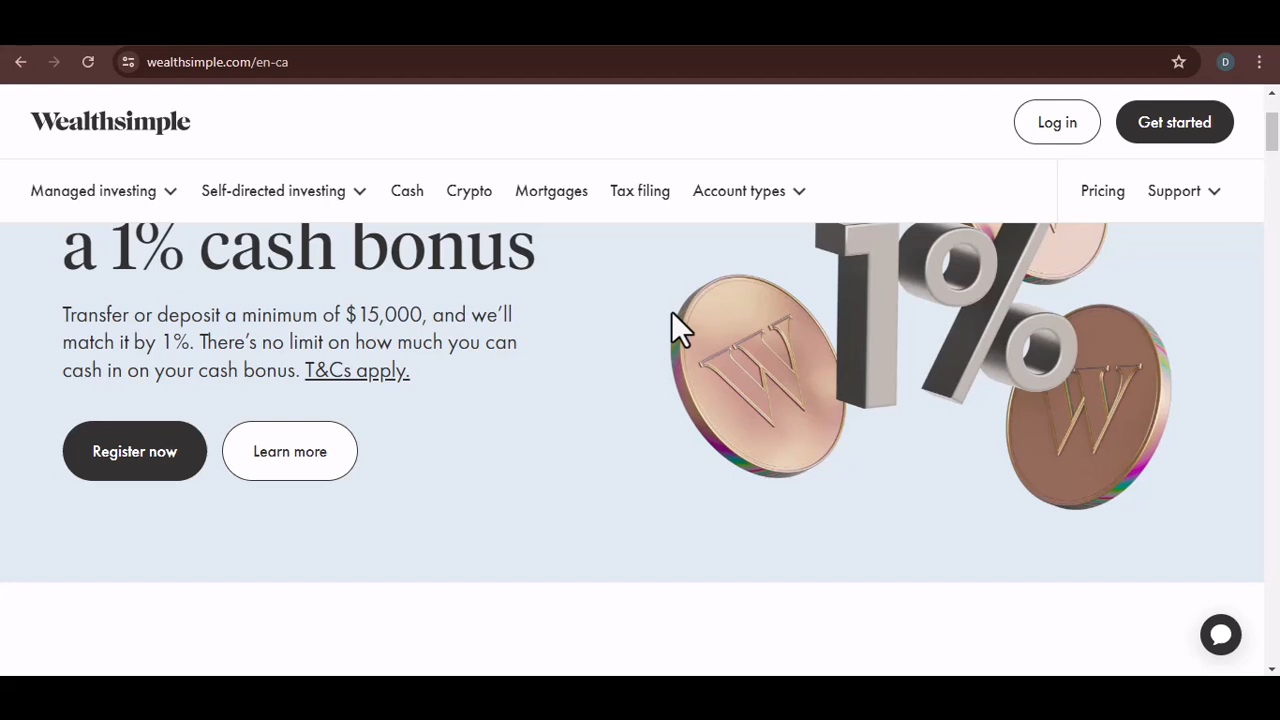 wealthsimple.com/en-ca
D
Wealthsimple
Log in
Get started
Managed investing
Self-directed investing
Cash
Crypto
Mortgages
Tax filing
Account types
Pricing
Support
a 1% cash bonus
Transfer or deposit a minimum of $15,000, and we’ll
match it by 1%. There’s no limit on how much you can
cash in on your cash bonus. T&Cs apply.
Register now
Learn more
1%
W
W